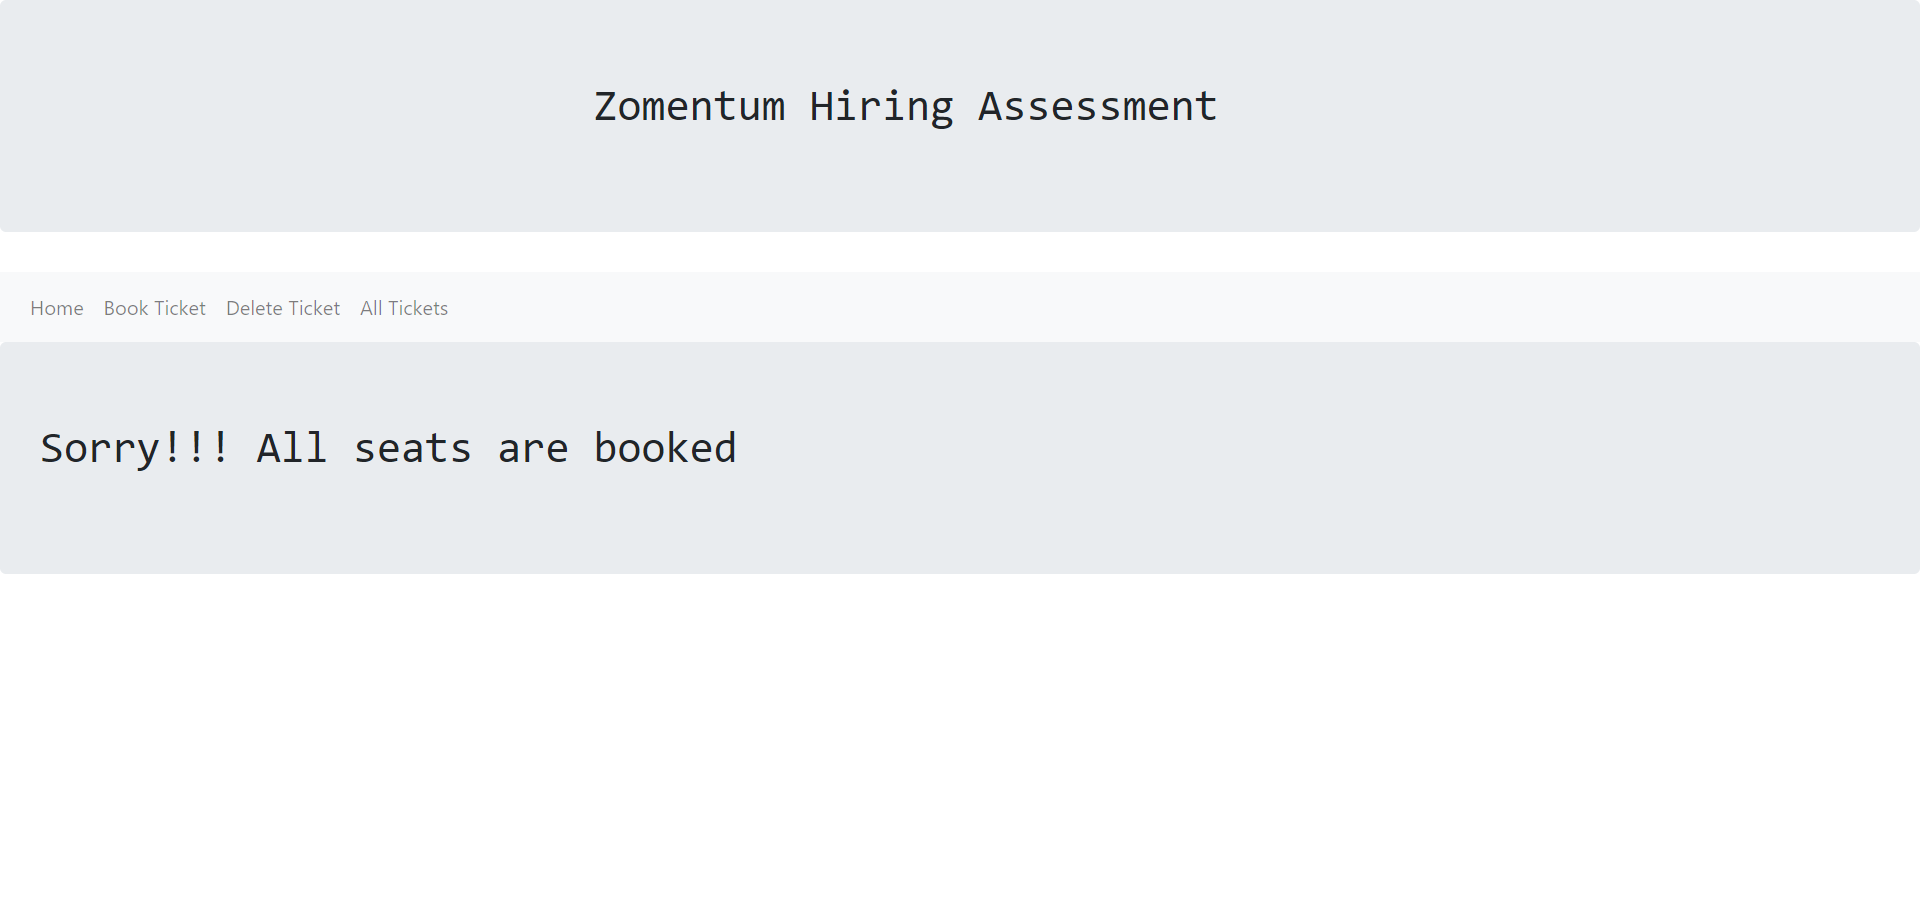 Zomentum Hiring Assessment
Home Book Ticket Delete Ticket All Tickets
Sorry!!! All seats are booked